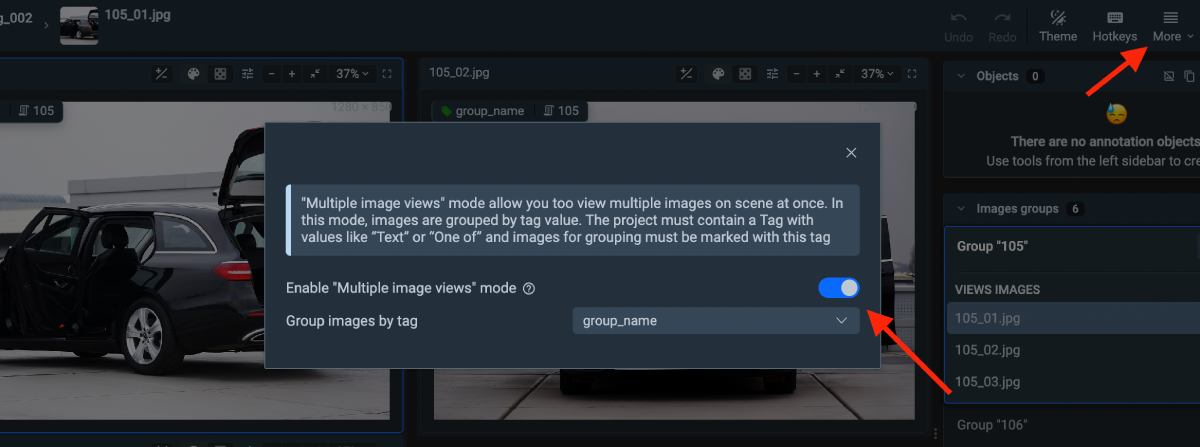 g_002
105_01.jpg
Undo
Redo
Theme
Hotkeys
More
37%
105_02.jpg
37%
Objects 0
105
1280 × 850
group_name
105
There are no annotation objects
Use tools from the left sidebar to cre
"Multiple image views" mode allow you too view multiple images on scene at once. In
this mode, images are grouped by tag value. The project must contain a Tag with
values like “Text” or “One of” and images for grouping must be marked with this tag
Enable "Multiple image views" mode
Group images by tag
group_name
Images groups 6
Group "105"
VIEWS IMAGES
105_01.jpg
105_02.jpg
105_03.jpg
Group "106"